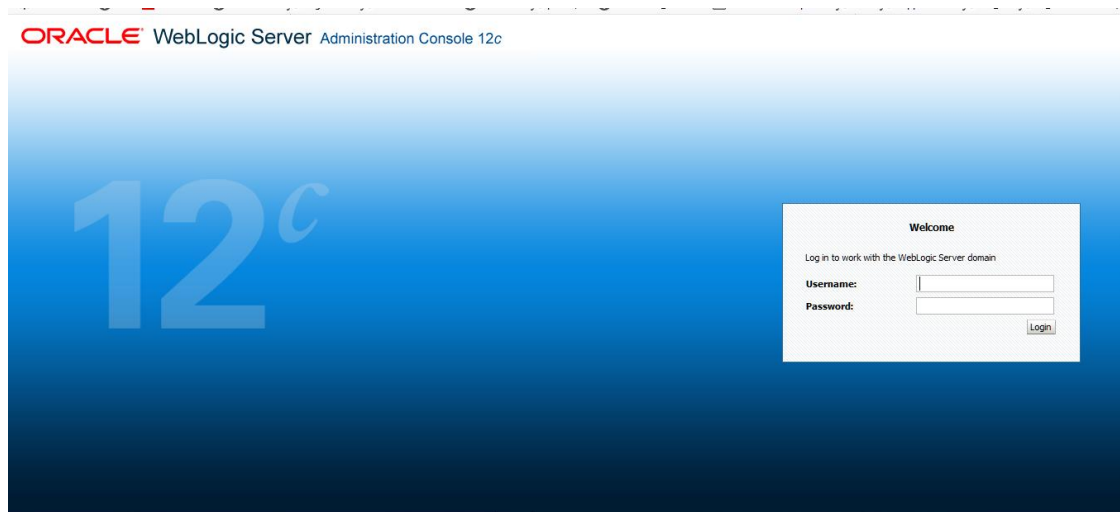 ORACLE WebLogic Server Administration Console 12c
12c
Welcome
Log in to work with the WebLogic Server domain
Username:
Password:
Login